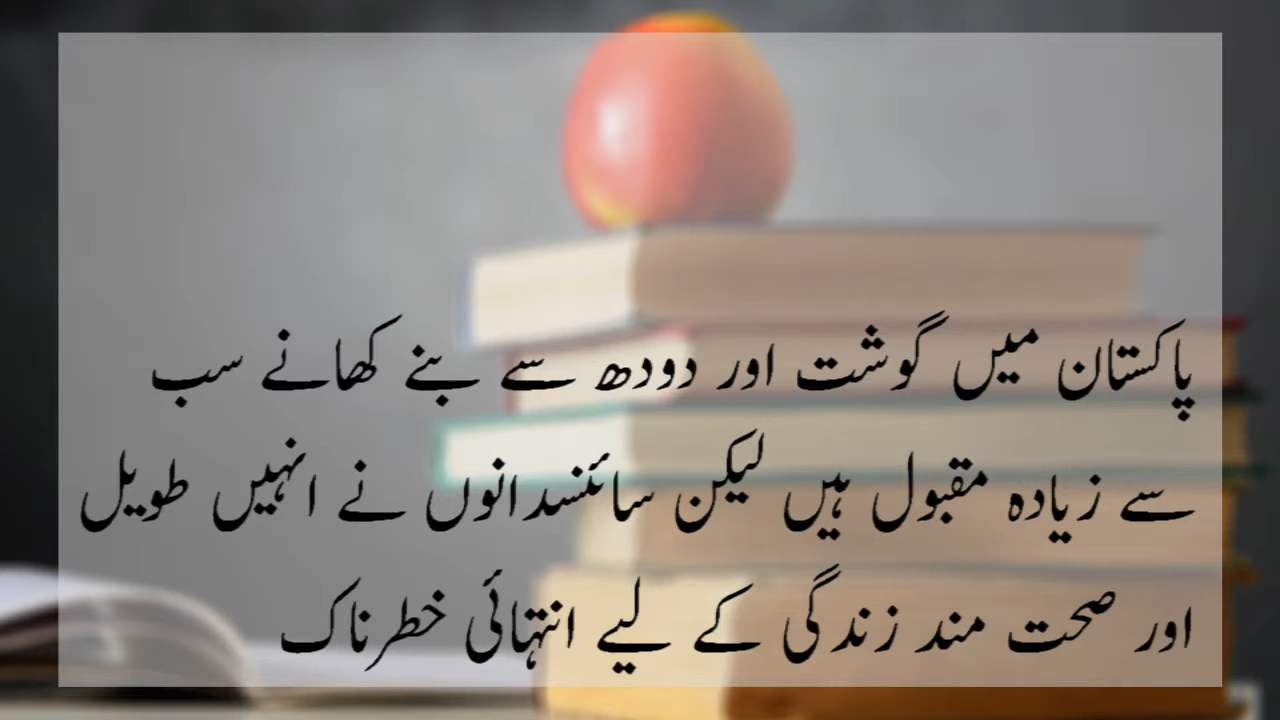 پاکستان میں گوشت اور دودھ سے بنے کھانے سب
سے زیادہ مقبول ہیں لیکن سائنسدانوں نے انہیں طویل
اور صحت مند زندگی کے لیے انتہائی خطرناک